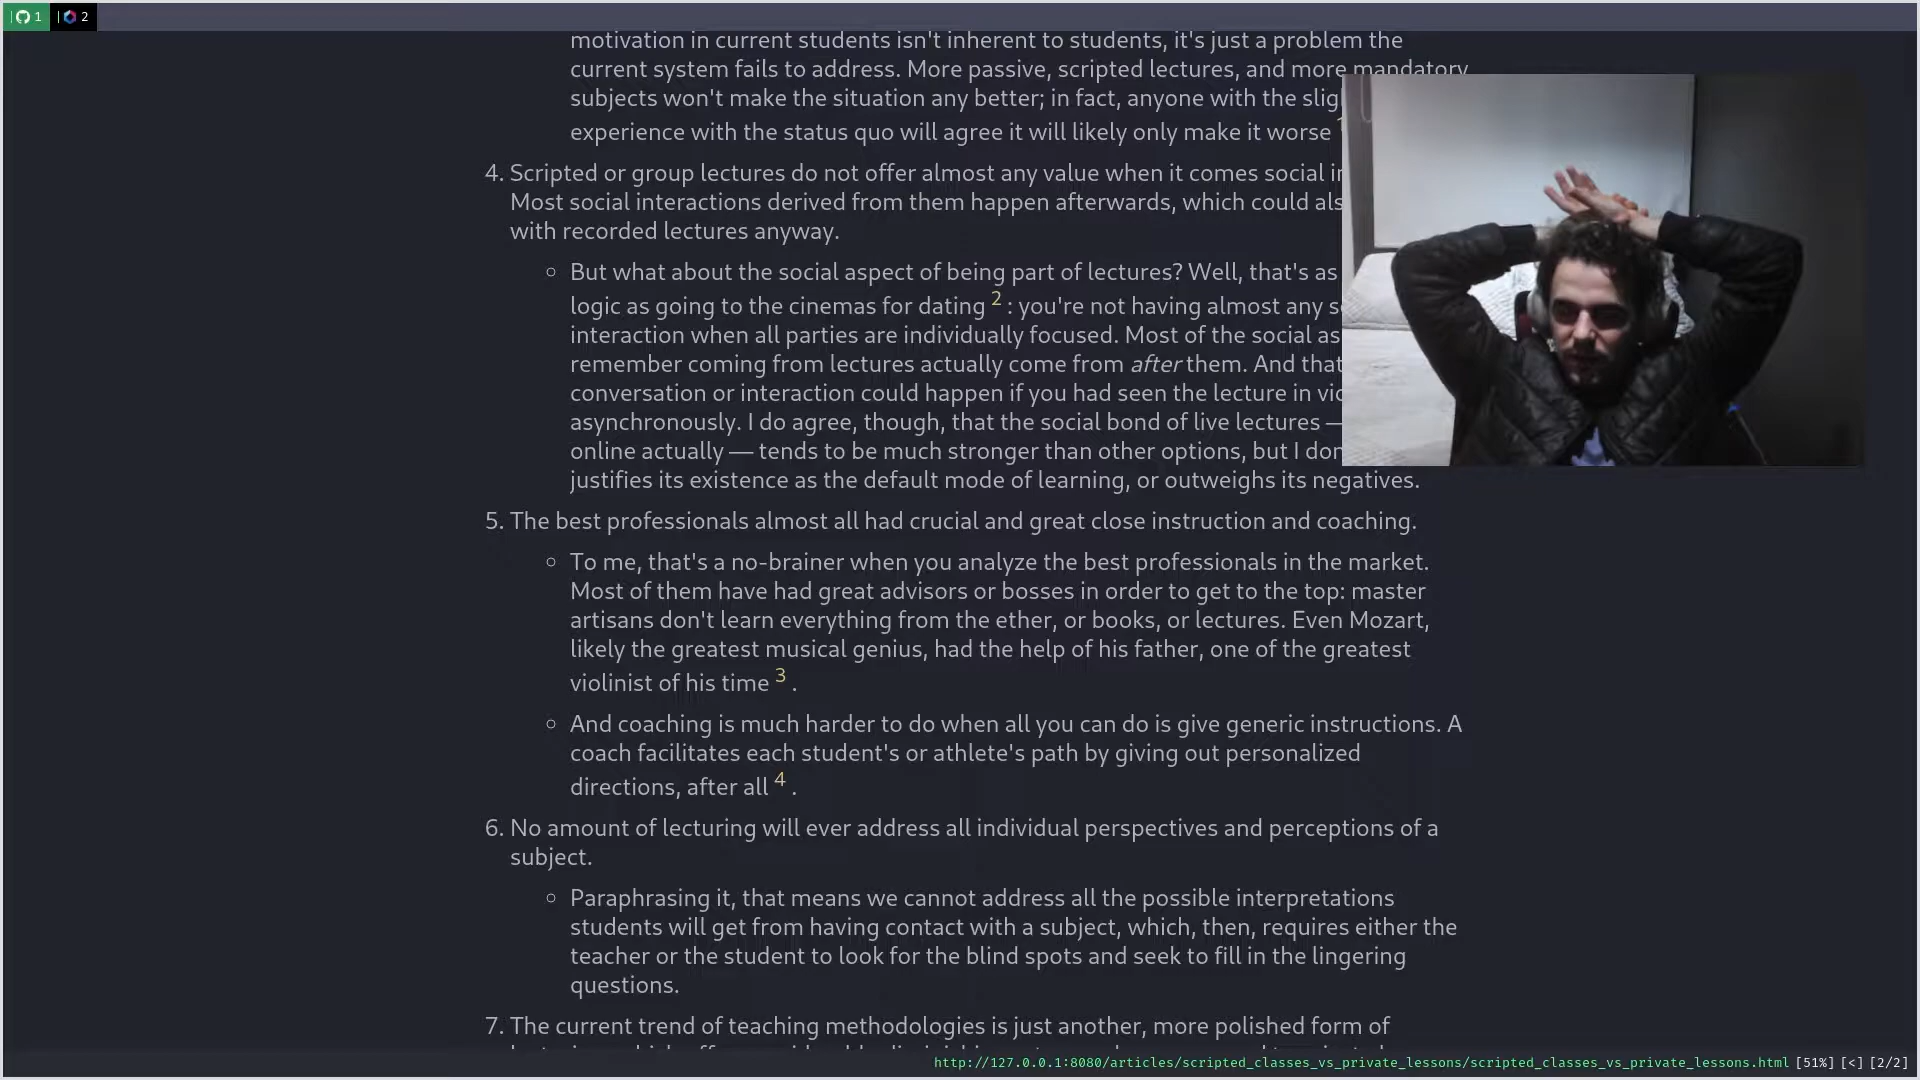 1
2
motivation in current students isn't inherent to students, it's just a problem the
current system fails to address. More passive, scripted lectures, and more mandatory
subjects won't make the situation any better; in fact, anyone with the
experience with the status quo will agree it will likely only make it worse
4. Scripted or group lectures do not offer almost any value when it comes social
Most social interactions derived from them happen afterwards, which could
with recorded lectures anyway.
But what about the social aspect of being part of lectures? Well, that's as
logic as going to the cinemas for dating 2 : you're not having almost any
interaction when all parties are individually focused. Most of the social
remember coming from lectures actually come from after them. And that
conversation or interaction could happen if you had seen the lecture in
asynchronously. I do agree, though, that the social bond of live lectures —
online actually — tends to be much stronger than other options, but I
justifies its existence as the default mode of learning, or outweighs its negatives.
5. The best professionals almost all had crucial and great close instruction and coaching.
To me, that's a no-brainer when you analyze the best professionals in the market.
Most of them have had great advisors or bosses in order to get to the top: master
artisans don't learn everything from the ether, or books, or lectures. Even Mozart,
likely the greatest musical genius, had the help of his father, one of the greatest
violinist of his time 3 .
And coaching is much harder to do when all you can do is give generic instructions. A
coach facilitates each student's or athlete's path by giving out personalized
directions, after all 4 .
6. No amount of lecturing will ever address all individual perspectives and perceptions of a
subject.
Paraphrasing it, that means we cannot address all the possible interpretations
students will get from having contact with a subject, which, then, requires either the
teacher or the student to look for the blind spots and seek to fill in the lingering
questions.
7. The current trend of teaching methodologies is just another, more polished form of
http://127.0.0.1:8080/articles/scripted_classes_vs_private_lessons/scripted_classes_vs_private_lessons.html [51%] [<] [2/2]